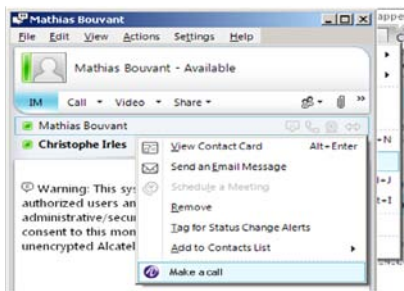 Mathias Bouvant
File Edit View Actions Settings Help
Mathias Bouvant - Available
IM Call Video Share
Mathias Bouvant
Christophe Irles
View Contact Card Alt+Enter
Send an Email Message
Schedule a Meeting
Remove
Tag for Status Change Alerts
Add to Contacts List
Make a call
Warning: This sys
authorized users an
administrative/secur
consent to this mon
unencrypted Alcatel
appe